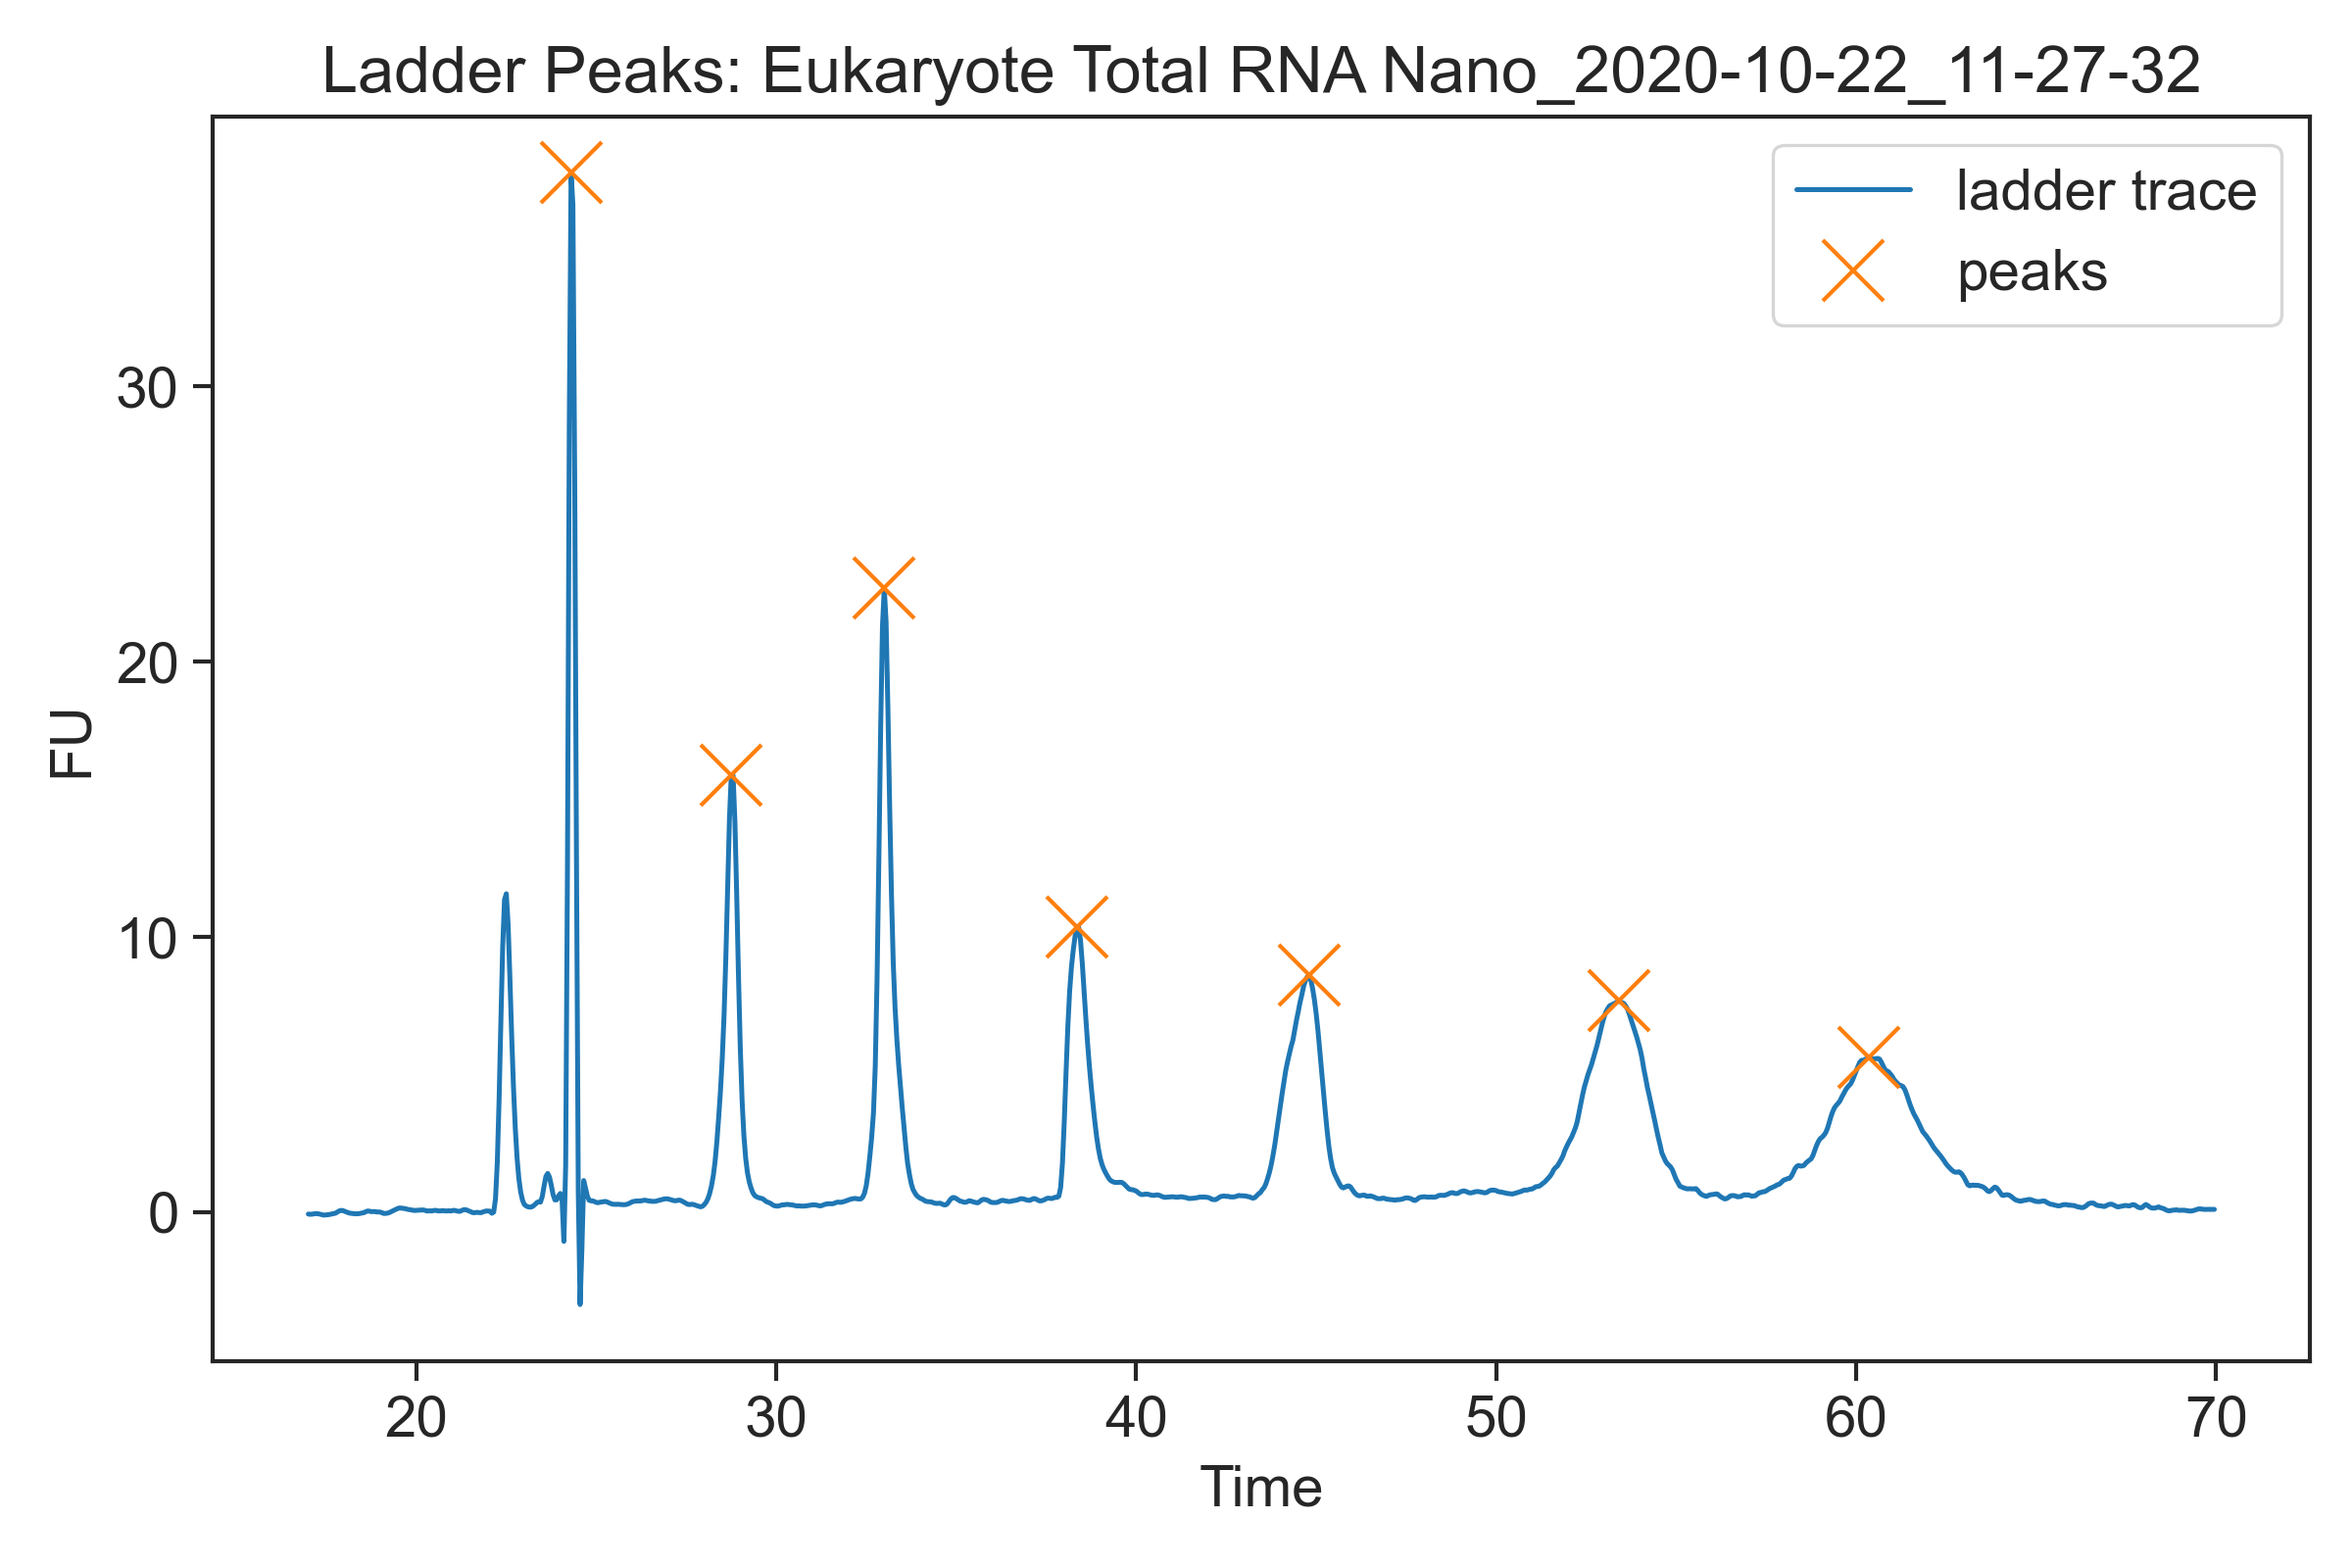 Ladder Peaks: Eukaryote Total RNA Nano_2020-10-22_11-27-32
ladder trace
peaks
30
20
10
0
FU
20 30 40 50 60 70
Time